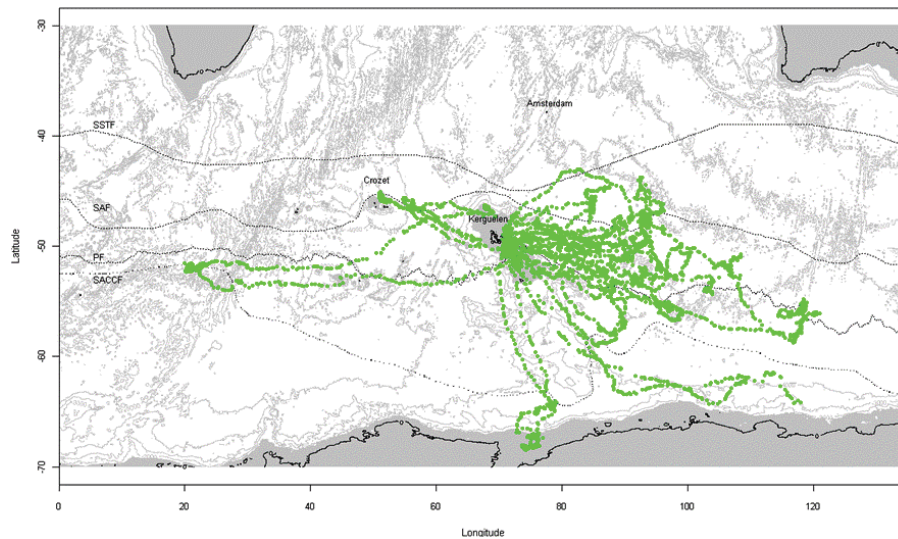 -30
-40
-50
-60
-70
Latitude
Amsterdam
SSTF
Crozet
SAF
Kerguelen
PF
SACCF
0 20 40 60 80 100 120
Longitude